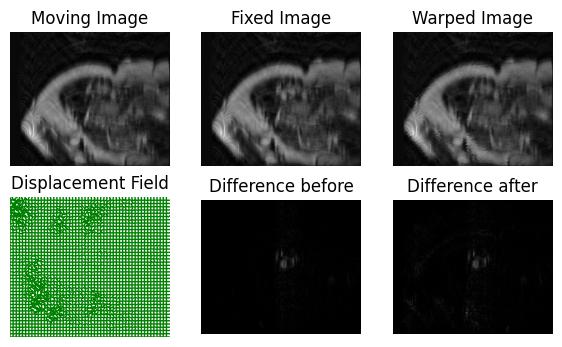 Moving Image
Fixed Image
Warped Image
Displacement Field
Difference before
Difference after